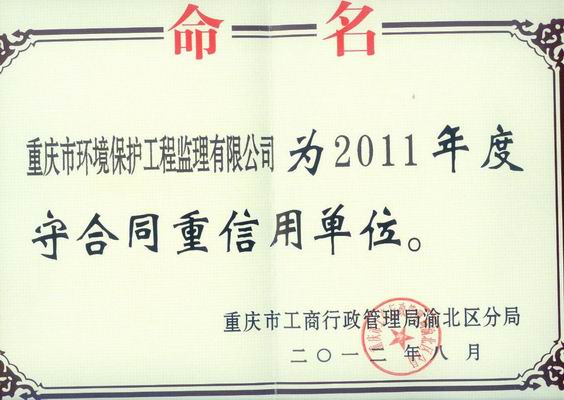 命名
重庆市环境保护工程监理有限公司为2011年度
守合同重信用单位。
重庆市工商行政管理局渝北区分局
二〇一二年八月